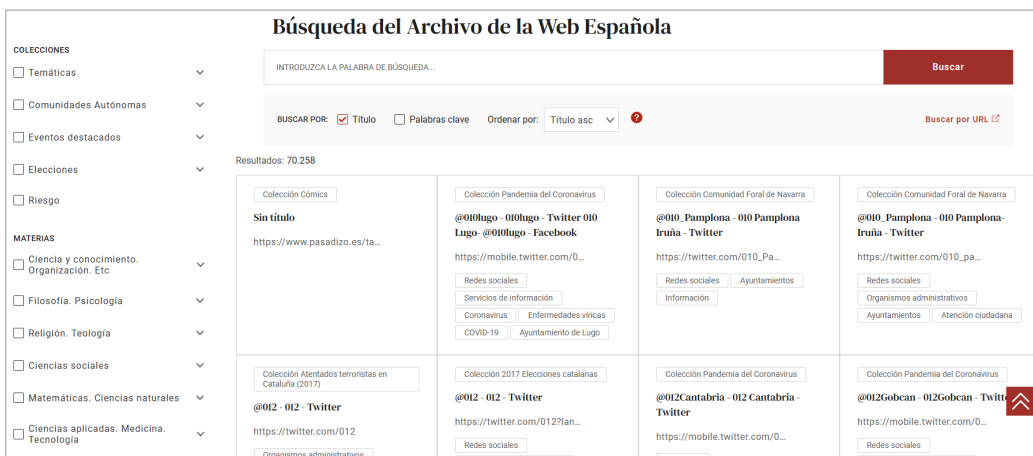 Búsqueda del Archivo de la Web Española
COLECCIONES
Temáticas
Comunidades Autónomas
Eventos destacados
Elecciones
Riesgo
MATERIAS
Ciencia y conocimiento.
Organización. Etc
Filosofía. Psicología
Religión. Teología
Ciencias sociales
Matemáticas. Ciencias naturales
Ciencias aplicadas. Medicina.
Tecnología
INTRODUZCA LA PALABRA DE BÚSQUEDA...
Buscar
BUSCAR POR: Título Palabras clave Ordenar por: Título asc ?
Buscar por URL
Resultados: 70.258
Colección Cómics
Sin título
https://www.pasadizo.es/ta...
Colección Pandemia del Coronavirus
@010lugo - 010lugo - Twitter 010
Lugo- @010lugo - Facebook
https://mobile.twitter.com/0...
Redes sociales
Servicios de información
Coronavirus Enfermedades víricas
COVID-19 Ayuntamiento de Lugo
Colección Comunidad Foral de Navarra
@010_Pamplona - 010 Pamplona
Iruña - Twitter
https://twitter.com/010_Pa...
Redes sociales Ayuntamientos
Información
Colección Comunidad Foral de Navarra
@010_Pamplona - 010 Pamplona-
Iruña - Twitter
https://twitter.com/010_pa...
Redes sociales
Organismos administrativos
Ayuntamientos Atención ciudadana
Colección Atentados terroristas en
Cataluña (2017)
@012 - 012 - Twitter
https://twitter.com/012
Organismos administrativos
Colección 2017 Elecciones catalanas
@012 - 012 - Twitter
https://twitter.com/012?lan...
Redes sociales
Colección Pandemia del Coronavirus
@012Cantabria - 012 Cantabria -
Twitter
https://mobile.twitter.com/0...
Colección Pandemia del Coronavirus
@012Gobcan - 012Gobcan - Twitt
https://mobile.twitter.com/0...
Redes sociales